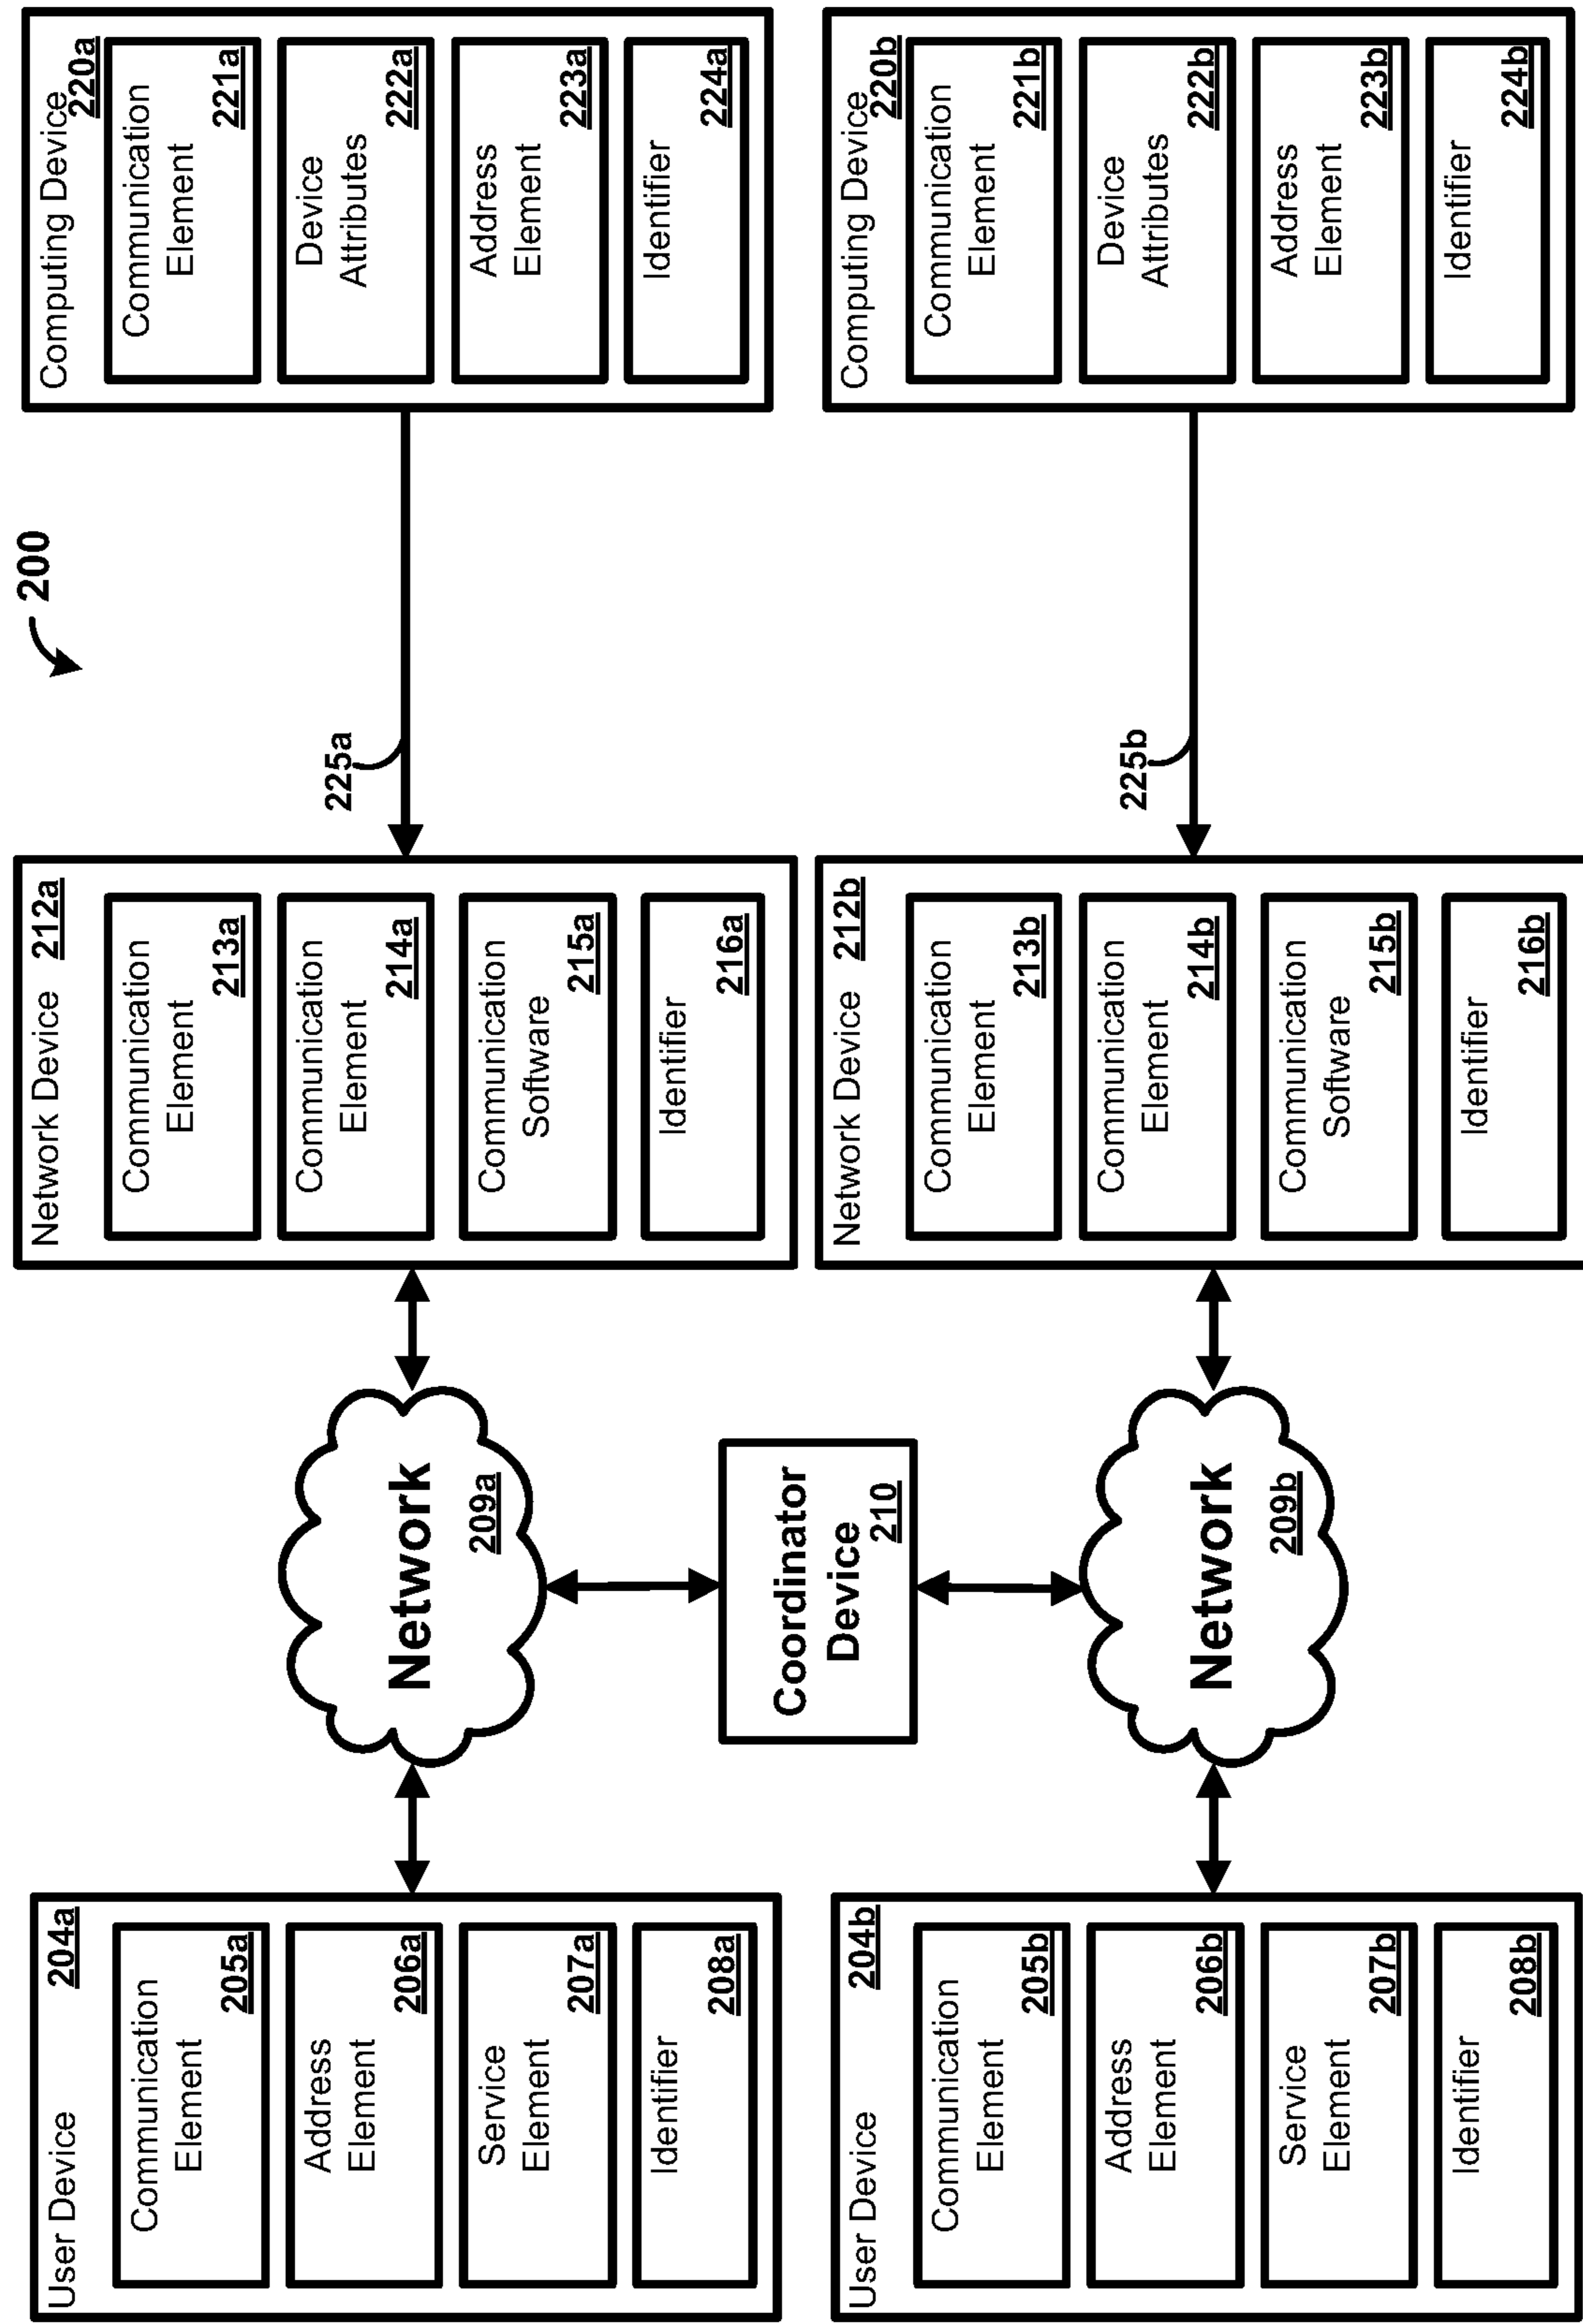 200
User Device 204a
Communication
Element
205a
Address
Element
206a
Service
Element
207a
Identifier
208a
Network
209a
Network Device 212a
Communication
Element
213a
Communication
Element
214a
Communication
Software
215a
Identifier
216a
225a
Computing Device
220a
Communication
Element
221a
Device
Attributes
222a
Address
Element
223a
Identifier
224a
Coordinator
Device
210
User Device 204b
Communication
Element
205b
Address
Element
206b
Service
Element
207b
Identifier
208b
Network
209b
Network Device 212b
Communication
Element
213b
Communication
Element
214b
Communication
Software
215b
Identifier
216b
225b
Computing Device
220b
Communication
Element
221b
Device
Attributes
222b
Address
Element
223b
Identifier
224b